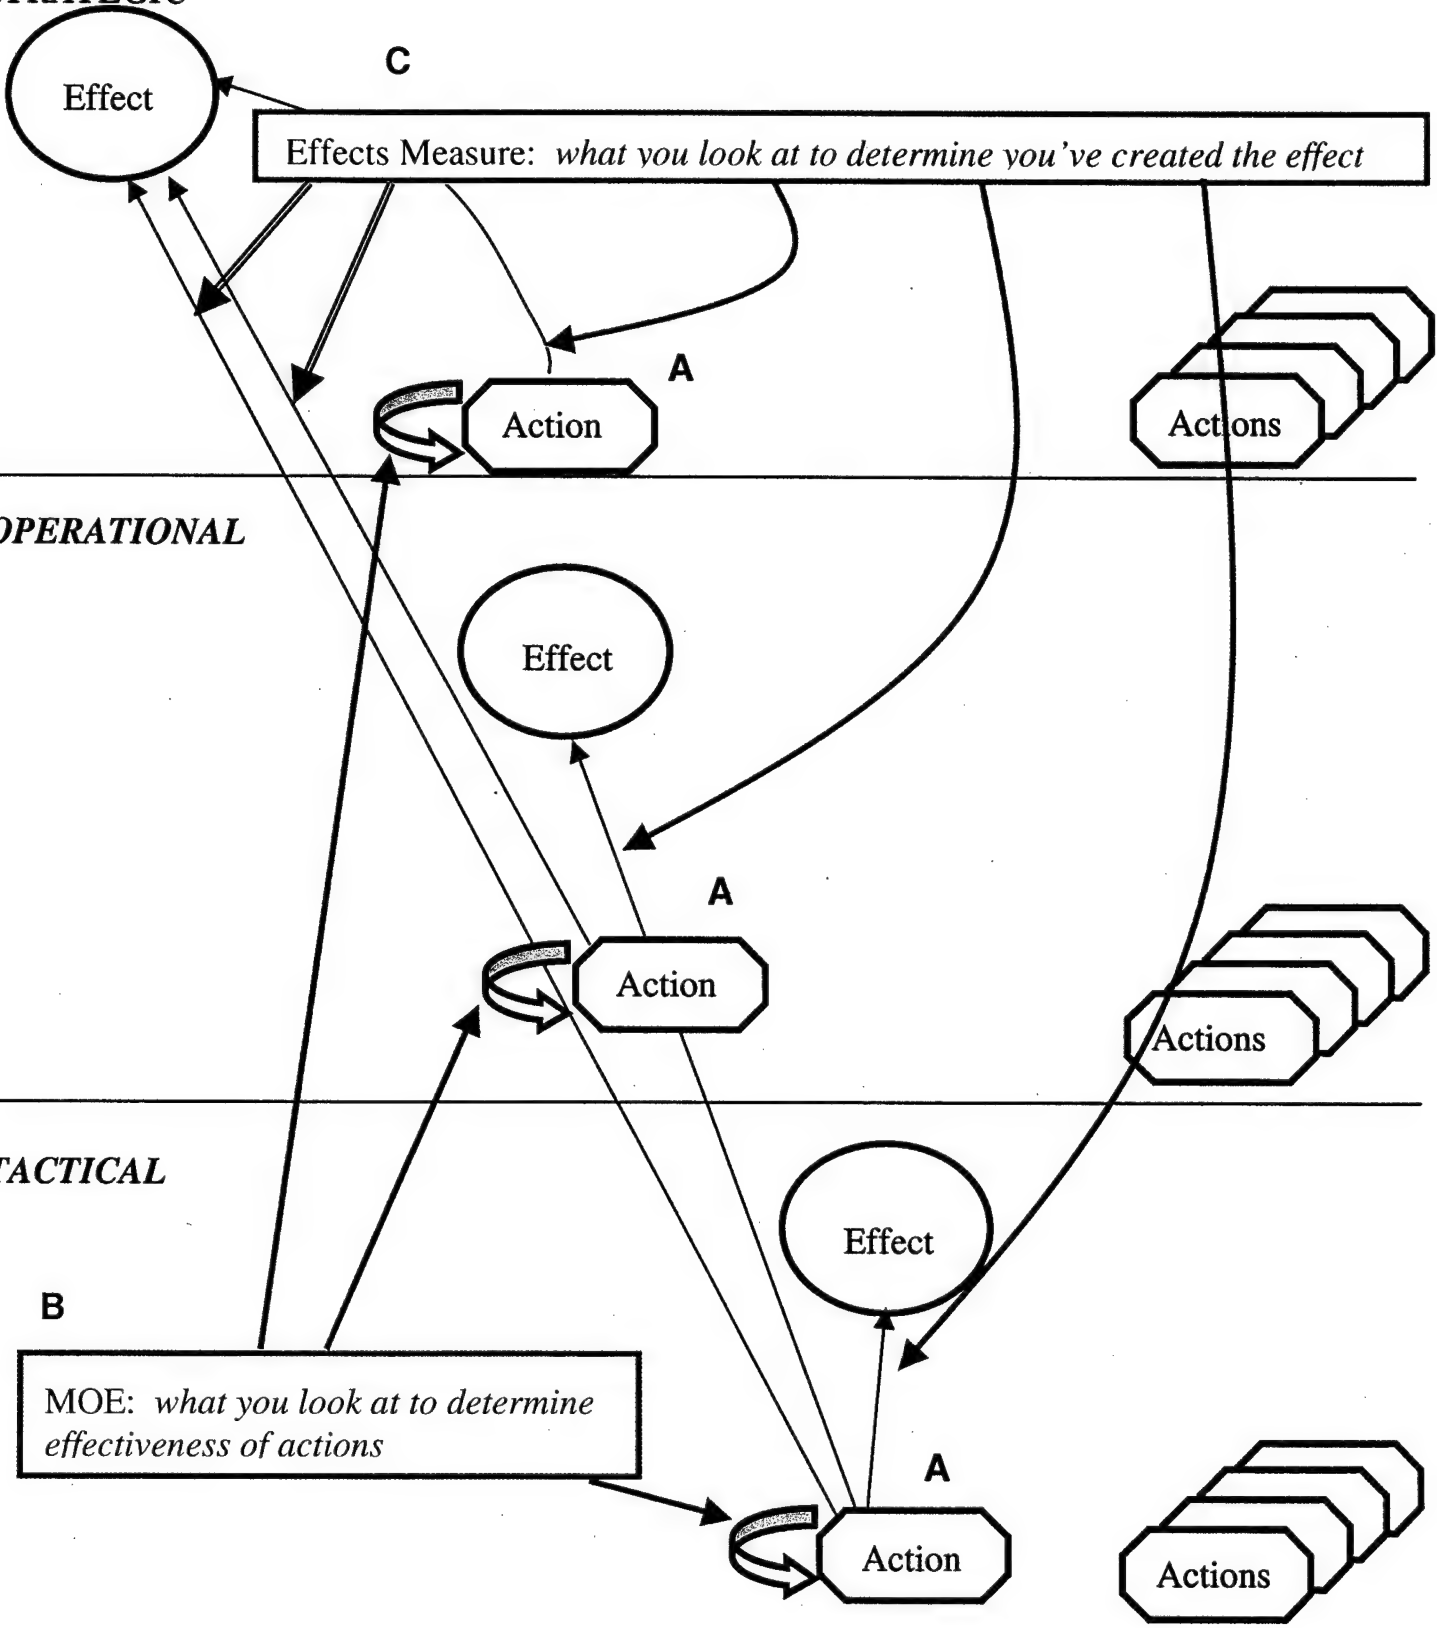 C
Effect
Effects Measure: what you look at to determine you've created the effect
A
Action
Actions
OPERATIONAL
Effect
A
Action
Actions
TACTICAL
Effect
B
MOE: what you look at to determine
effectiveness of actions
A
Action
Actions